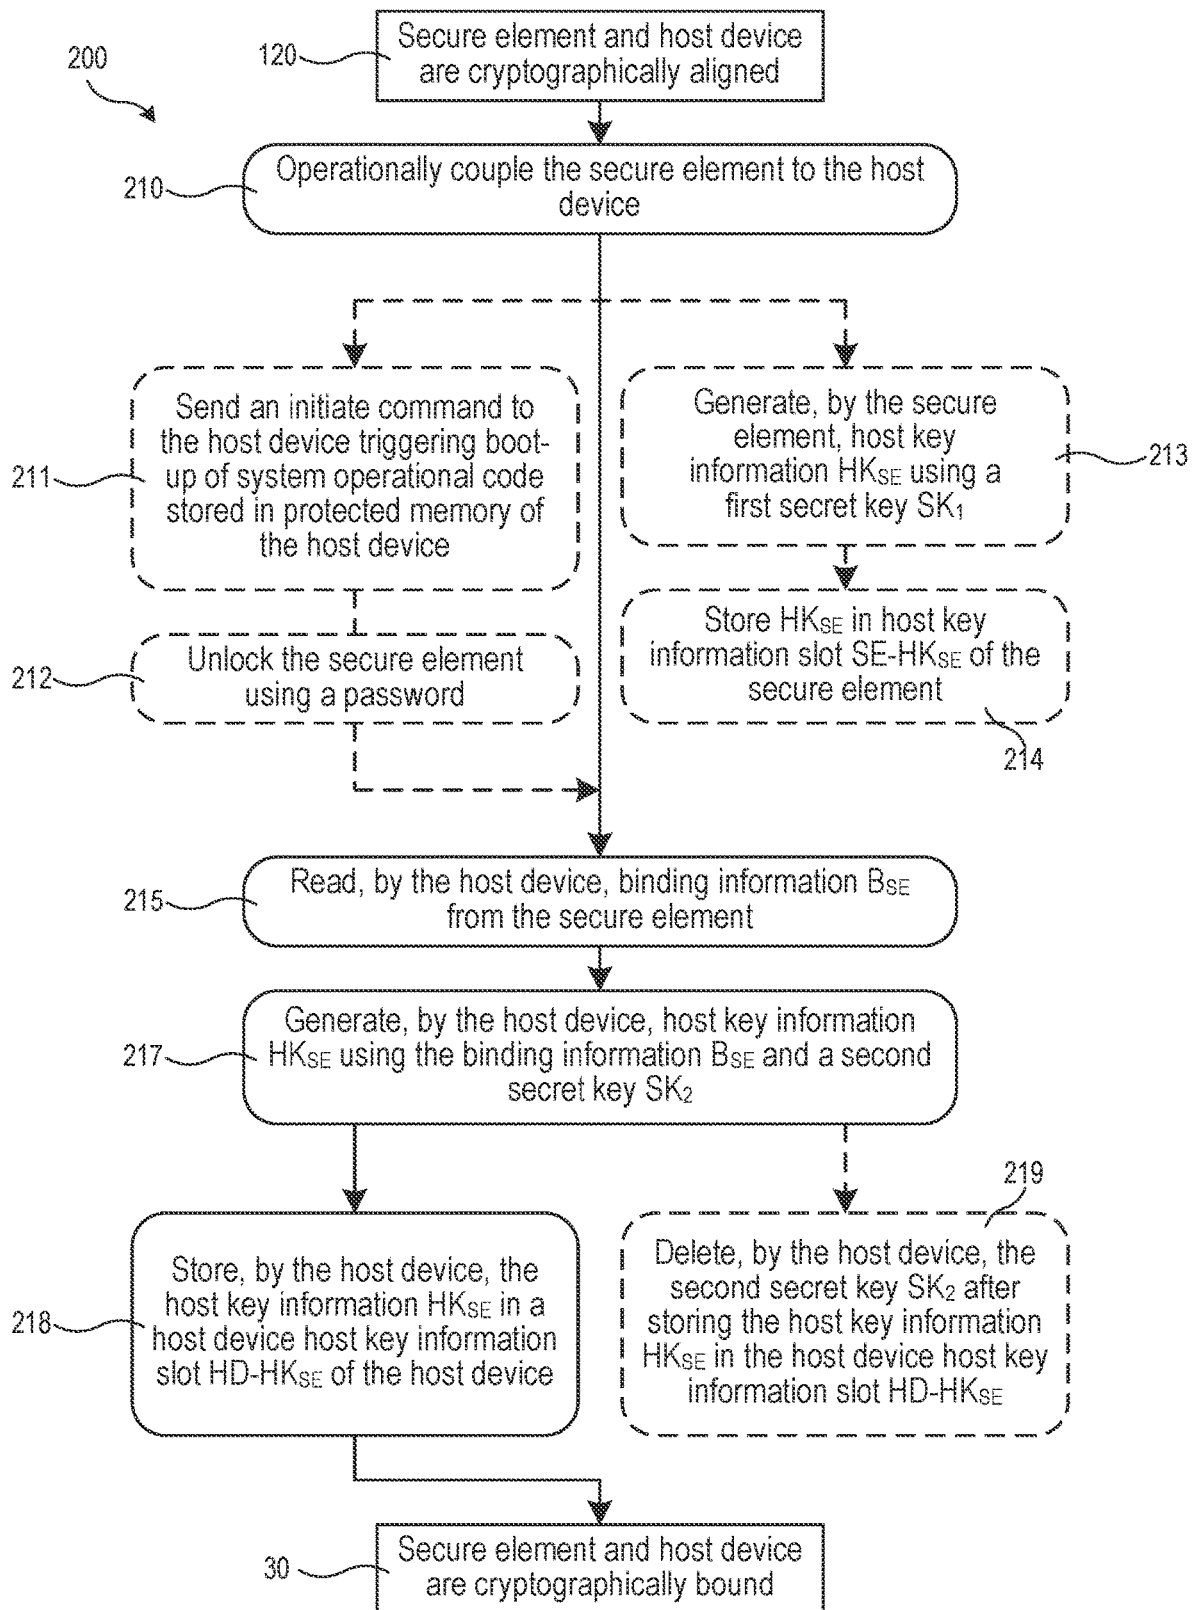 Secure element and host device
are cryptographically aligned
120
200
Operationally couple the secure element to the host
device
210
Send an initiate command to
the host device triggering boot-
up of system operational code
stored in protected memory of
the host device
211
Generate, by the secure
element, host key
information HKSE using a
first secret key SK1
213
Unlock the secure element
using a password
212
Store HKSE in host key
information slot SE-HKSE of the
secure element
214
Read, by the host device, binding information BSE
from the secure element
215
Generate, by the host device, host key information
HKSE using the binding information BSE and a second
secret key SK2
217
Store, by the host device, the
host key information HKSE in a
host device host key information
slot HD-HKSE of the host device
218
219
Delete, by the host device, the
second secret key SK2 after
storing the host key information
HKSE in the host device host key
information slot HD-HKSE
Secure element and host device
are cryptographically bound
30